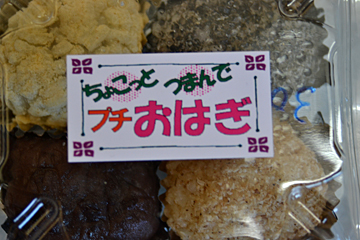 ちょこっと つまんで
プチ おはぎ